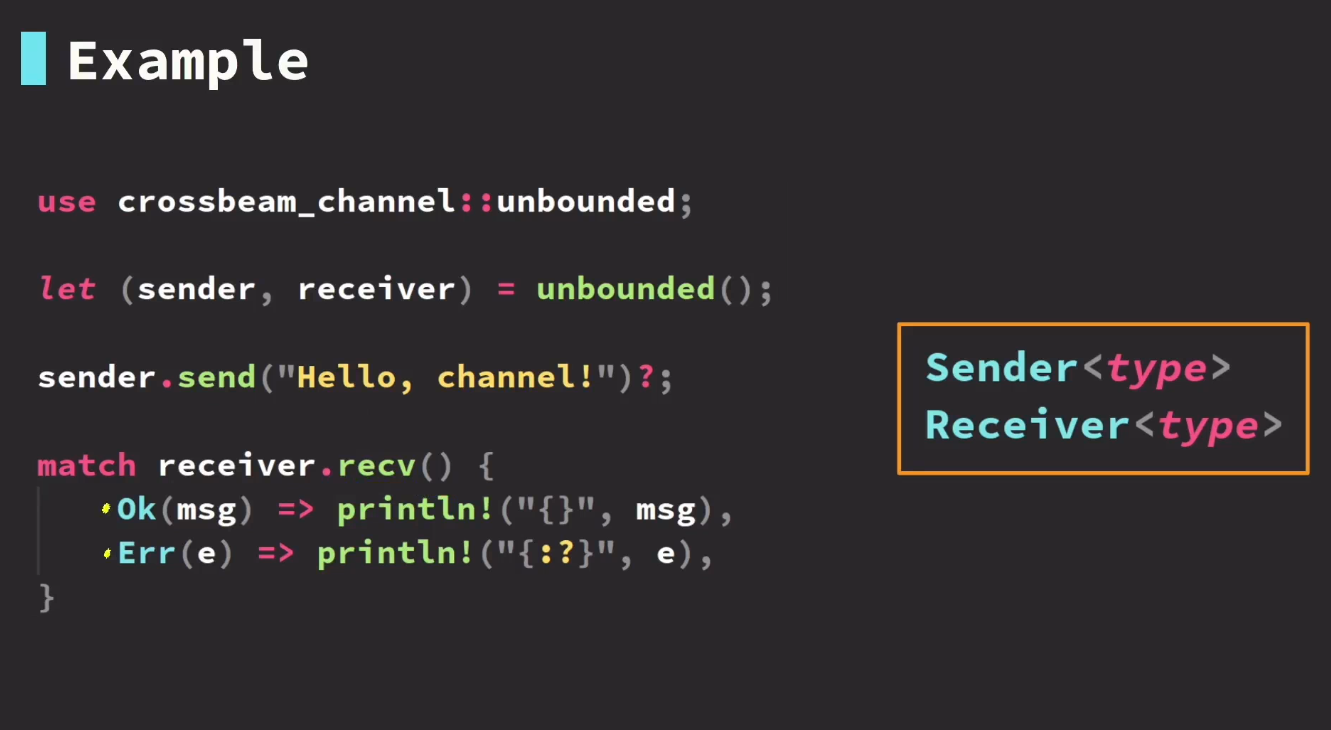 Example
use crossbeam_channel::unbounded;
let (sender, receiver) = unbounded();
sender.send("Hello, channel!")?;
match receiver.recv() {
    Ok(msg) => println!("{}", msg),
    Err(e) => println!("{:?}", e),
}
Sender<type>
Receiver<type>